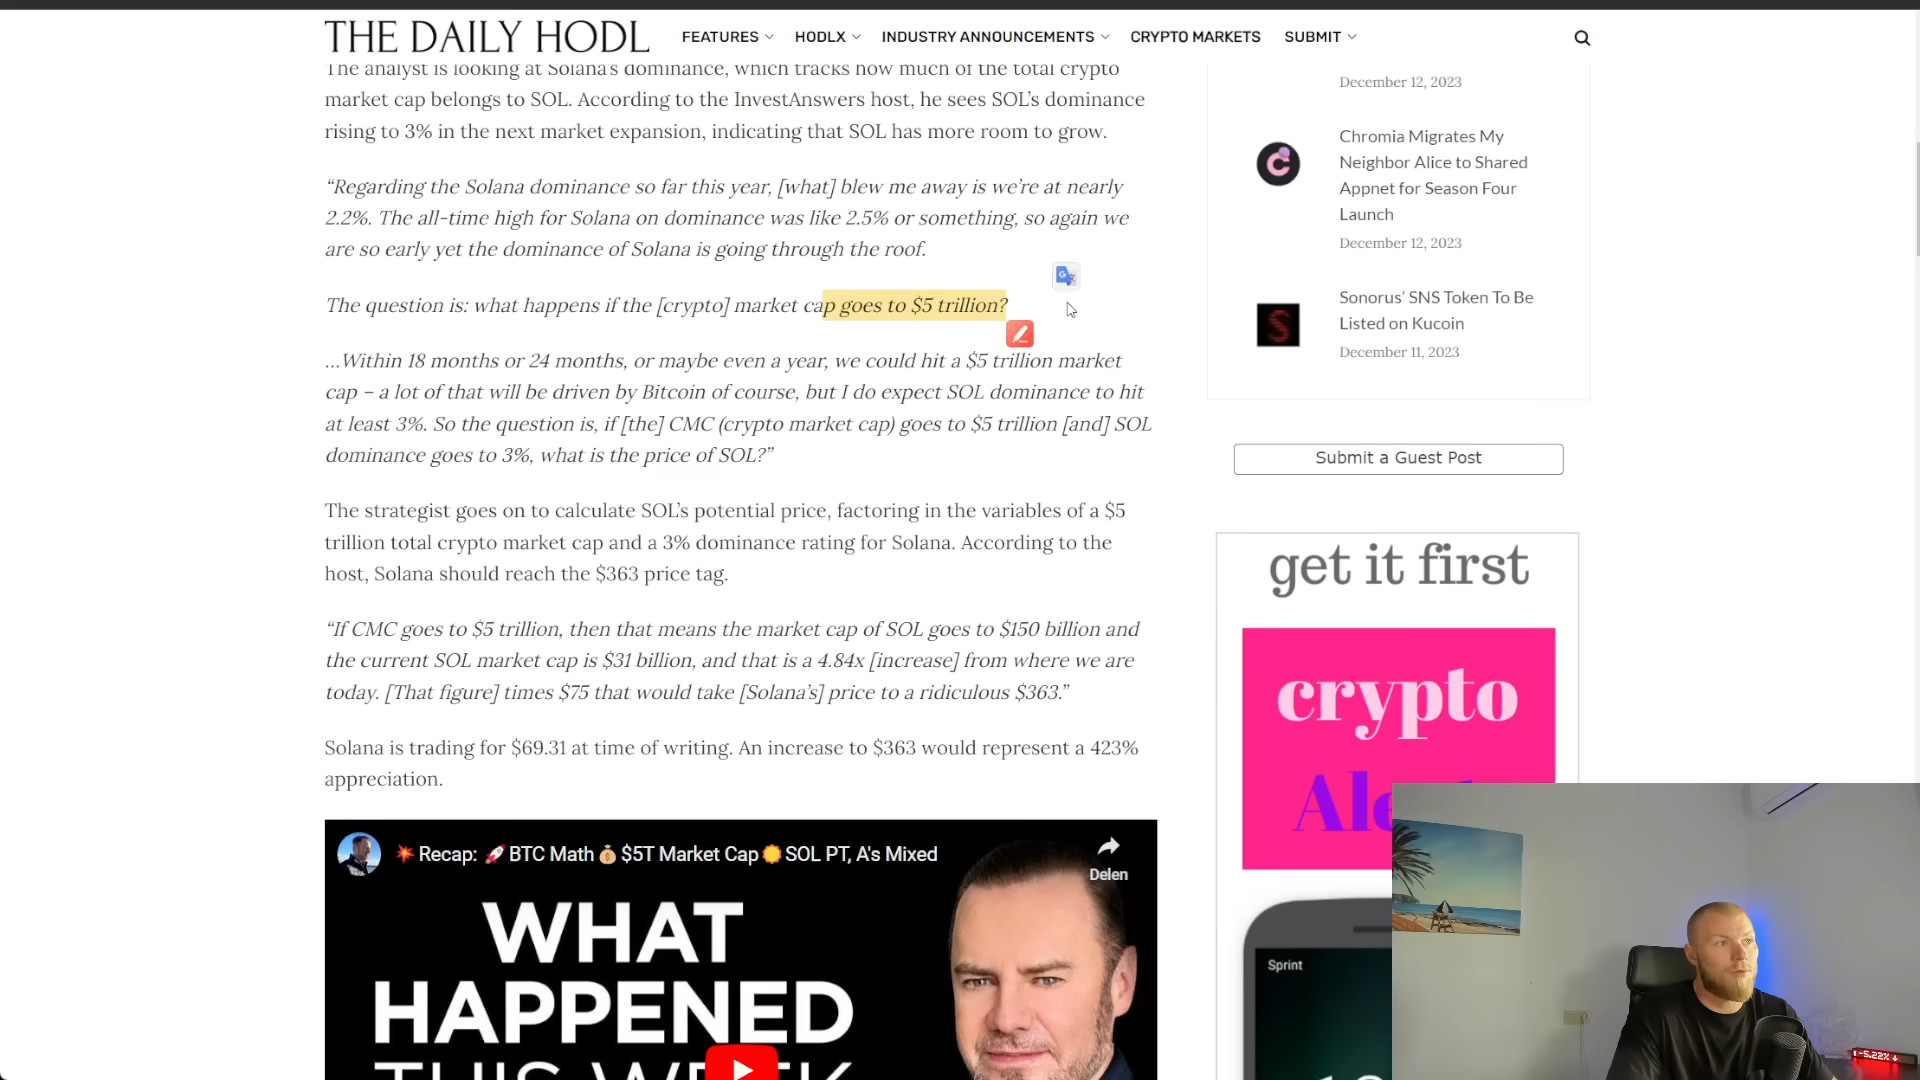 THE DAILY HODL
FEATURES
HODLX
INDUSTRY ANNOUNCEMENTS
CRYPTO MARKETS
SUBMIT
The analyst is looking at Solana's dominance, which tracks how much of the total crypto
market cap belongs to SOL. According to the InvestAnswers host, he sees SOL's dominance
rising to 3% in the next market expansion, indicating that SOL has more room to grow.
“Regarding the Solana dominance so far this year, [what] blew me away is we're at nearly
2.2%. The all-time high for Solana on dominance was like 2.5% or something, so again we
are so early yet the dominance of Solana is going through the roof.
The question is: what happens if the [crypto] market cap goes to $5 trillion?
…Within 18 months or 24 months, or maybe even a year, we could hit a $5 trillion market
cap – a lot of that will be driven by Bitcoin of course, but I do expect SOL dominance to hit
at least 3%. So the question is, if [the] CMC (crypto market cap) goes to $5 trillion [and] SOL
dominance goes to 3%, what is the price of SOL?”
The strategist goes on to calculate SOL's potential price, factoring in the variables of a $5
trillion total crypto market cap and a 3% dominance rating for Solana. According to the
host, Solana should reach the $363 price tag.
“If CMC goes to $5 trillion, then that means the market cap of SOL goes to $150 billion and
the current SOL market cap is $31 billion, and that is a 4.84x [increase] from where we are
today. [That figure] times $75 that would take [Solana's] price to a ridiculous $363.”
Solana is trading for $69.31 at time of writing. An increase to $363 would represent a 423%
appreciation.
Recap: BTC Math $5T Market Cap SOL PT, A's Mixed
Delen
WHAT
HAPPENED
THIS WEEK
December 12, 2023
Chromia Migrates My
Neighbor Alice to Shared
Appnet for Season Four
Launch
December 12, 2023
Sonorus' SNS Token To Be
Listed on Kucoin
December 11, 2023
Submit a Guest Post
get it first
crypto
Sprint
-5.22%